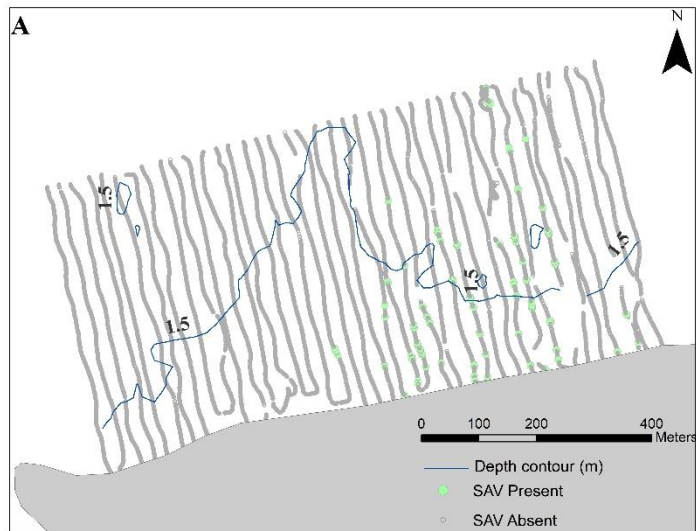 A
N
1.5
1.5
1.5
1.5
0 100 200 400
Meters
Depth contour (m)
SAV Present
SAV Absent